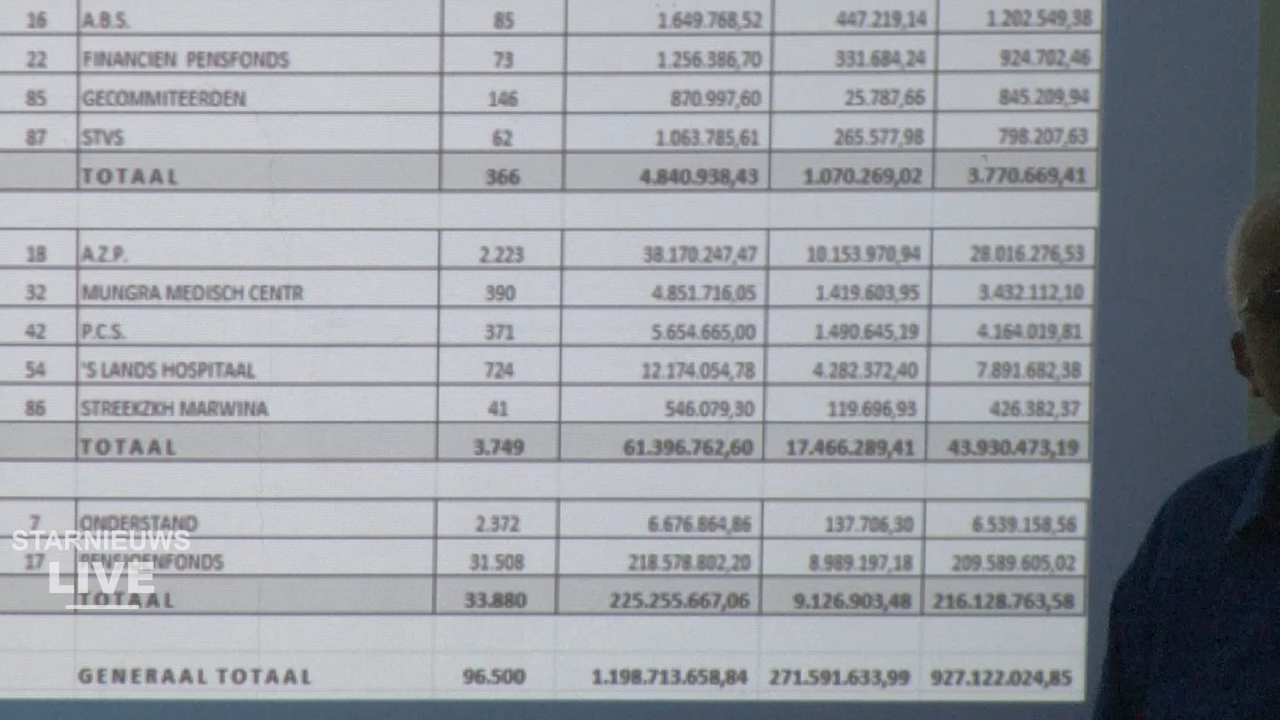 16 A.B.S. 85 1.649.768,52 447.219,14 1.202.549,38
22 FINANCIEN PENSFONDS 73 1.256.386,70 331.684,24 924.702,46
85 GECOMMITEERDEN 146 870.997,60 25.787,66 845.209,94
87 STVS 62 1.063.785,61 265.577,98 798.207,63
TOTAAL 366 4.840.938,43 1.070.269,02 3.770.669,41
18 A.Z.P. 2.223 38.170.247,47 10.153.970,94 28.016.276,53
32 MUNGRA MEDISCH CENTR 390 4.851.716,05 1.419.603,95 3.432.112,10
42 P.C.S. 371 5.654.665,00 1.490.645,19 4.164.019,81
54 'S LANDS HOSPITAAL 724 12.174.054,78 4.282.372,40 7.891.682,38
86 STREEKZKH MARWINA 41 546.079,30 119.696,93 426.382,37
TOTAAL 3.749 61.396.762,60 17.466.289,41 43.930.473,19
7 ONDERSTAND 2.372 6.676.864,86 137.706,30 6.539.158,56
STARNIEUWS
17 PENSIOENFONDS 31.508 218.578.802,20 8.989.197,18 209.589.605,02
LIVE
TOTAAL 33.880 225.255.667,06 9.126.903,48 216.128.763,58
GENERAAL TOTAAL 96.500 1.198.713.658,84 271.591.633,99 927.122.024,85